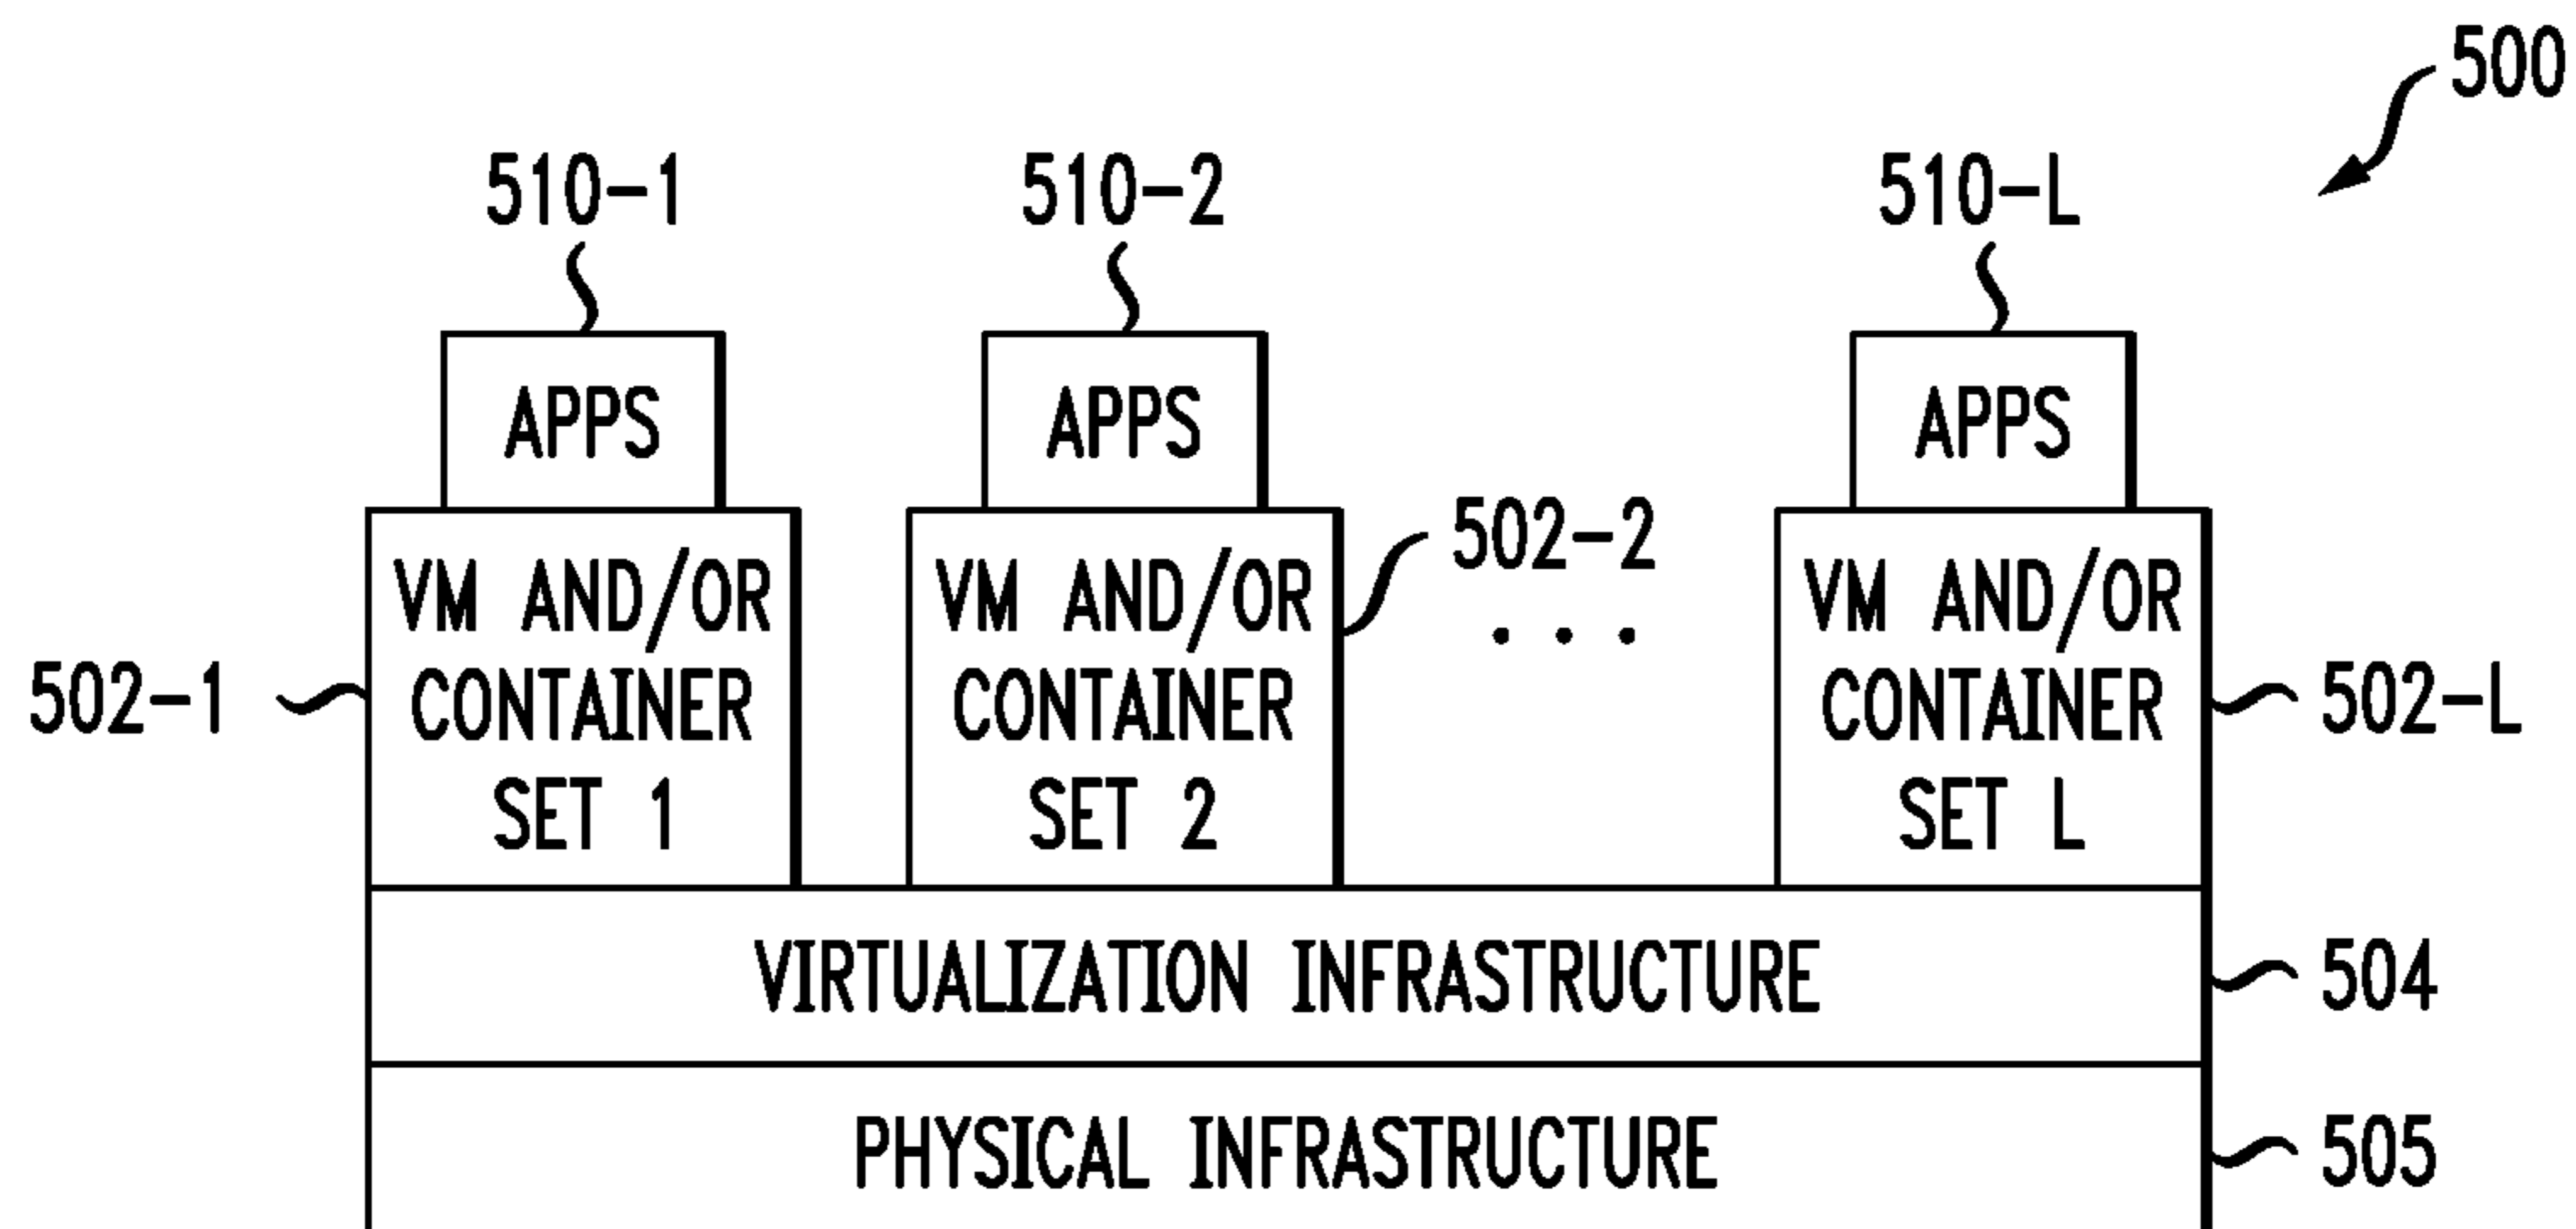 500
510-1 510-2 510-L
APPS APPS APPS
502-2
VM AND/OR VM AND/OR . . . VM AND/OR
502-1 CONTAINER CONTAINER CONTAINER 502-L
SET 1 SET 2 SET L
VIRTUALIZATION INFRASTRUCTURE 504
PHYSICAL INFRASTRUCTURE 505